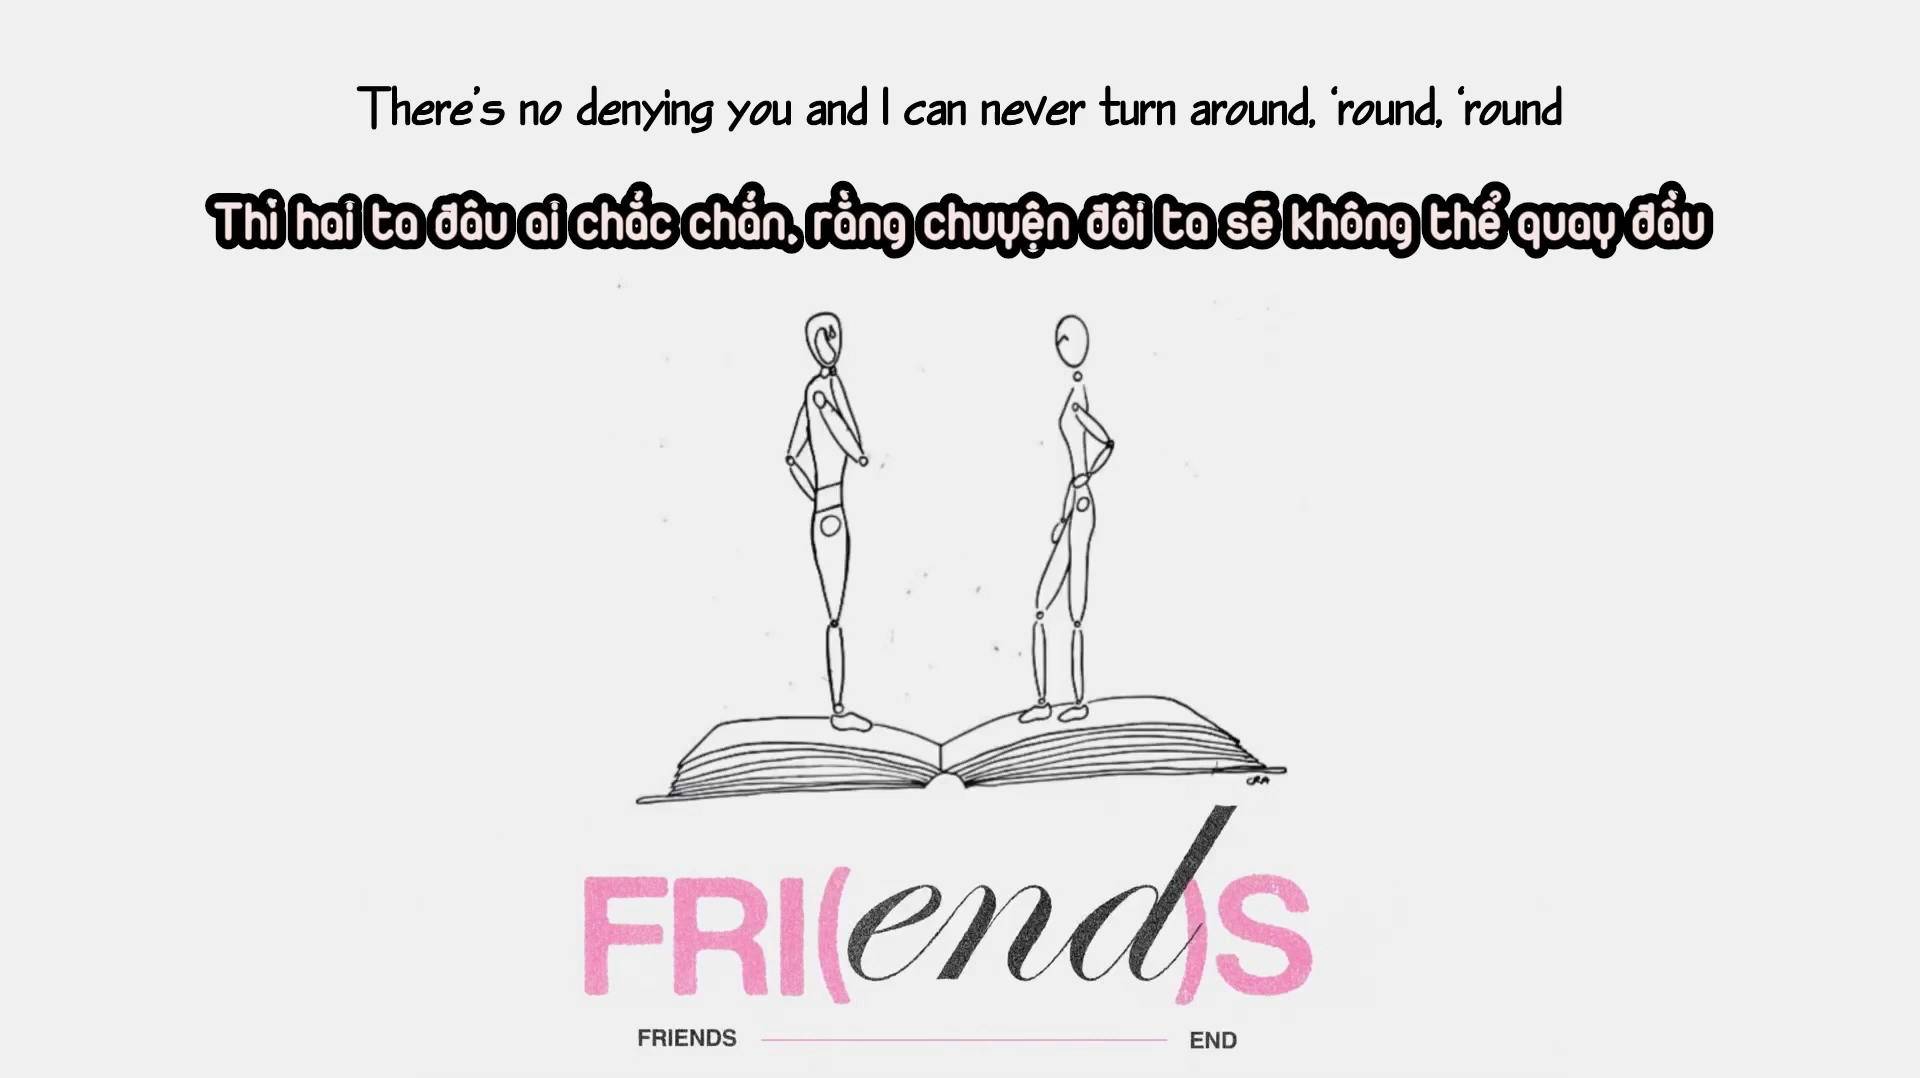 There's no denying you and I can never turn around, 'round, 'round
Thì hai ta đâu ai chắc chắn, rằng chuyện đôi ta sẽ không thể quay đầu
CRA
FRI(end)S
FRIENDS END